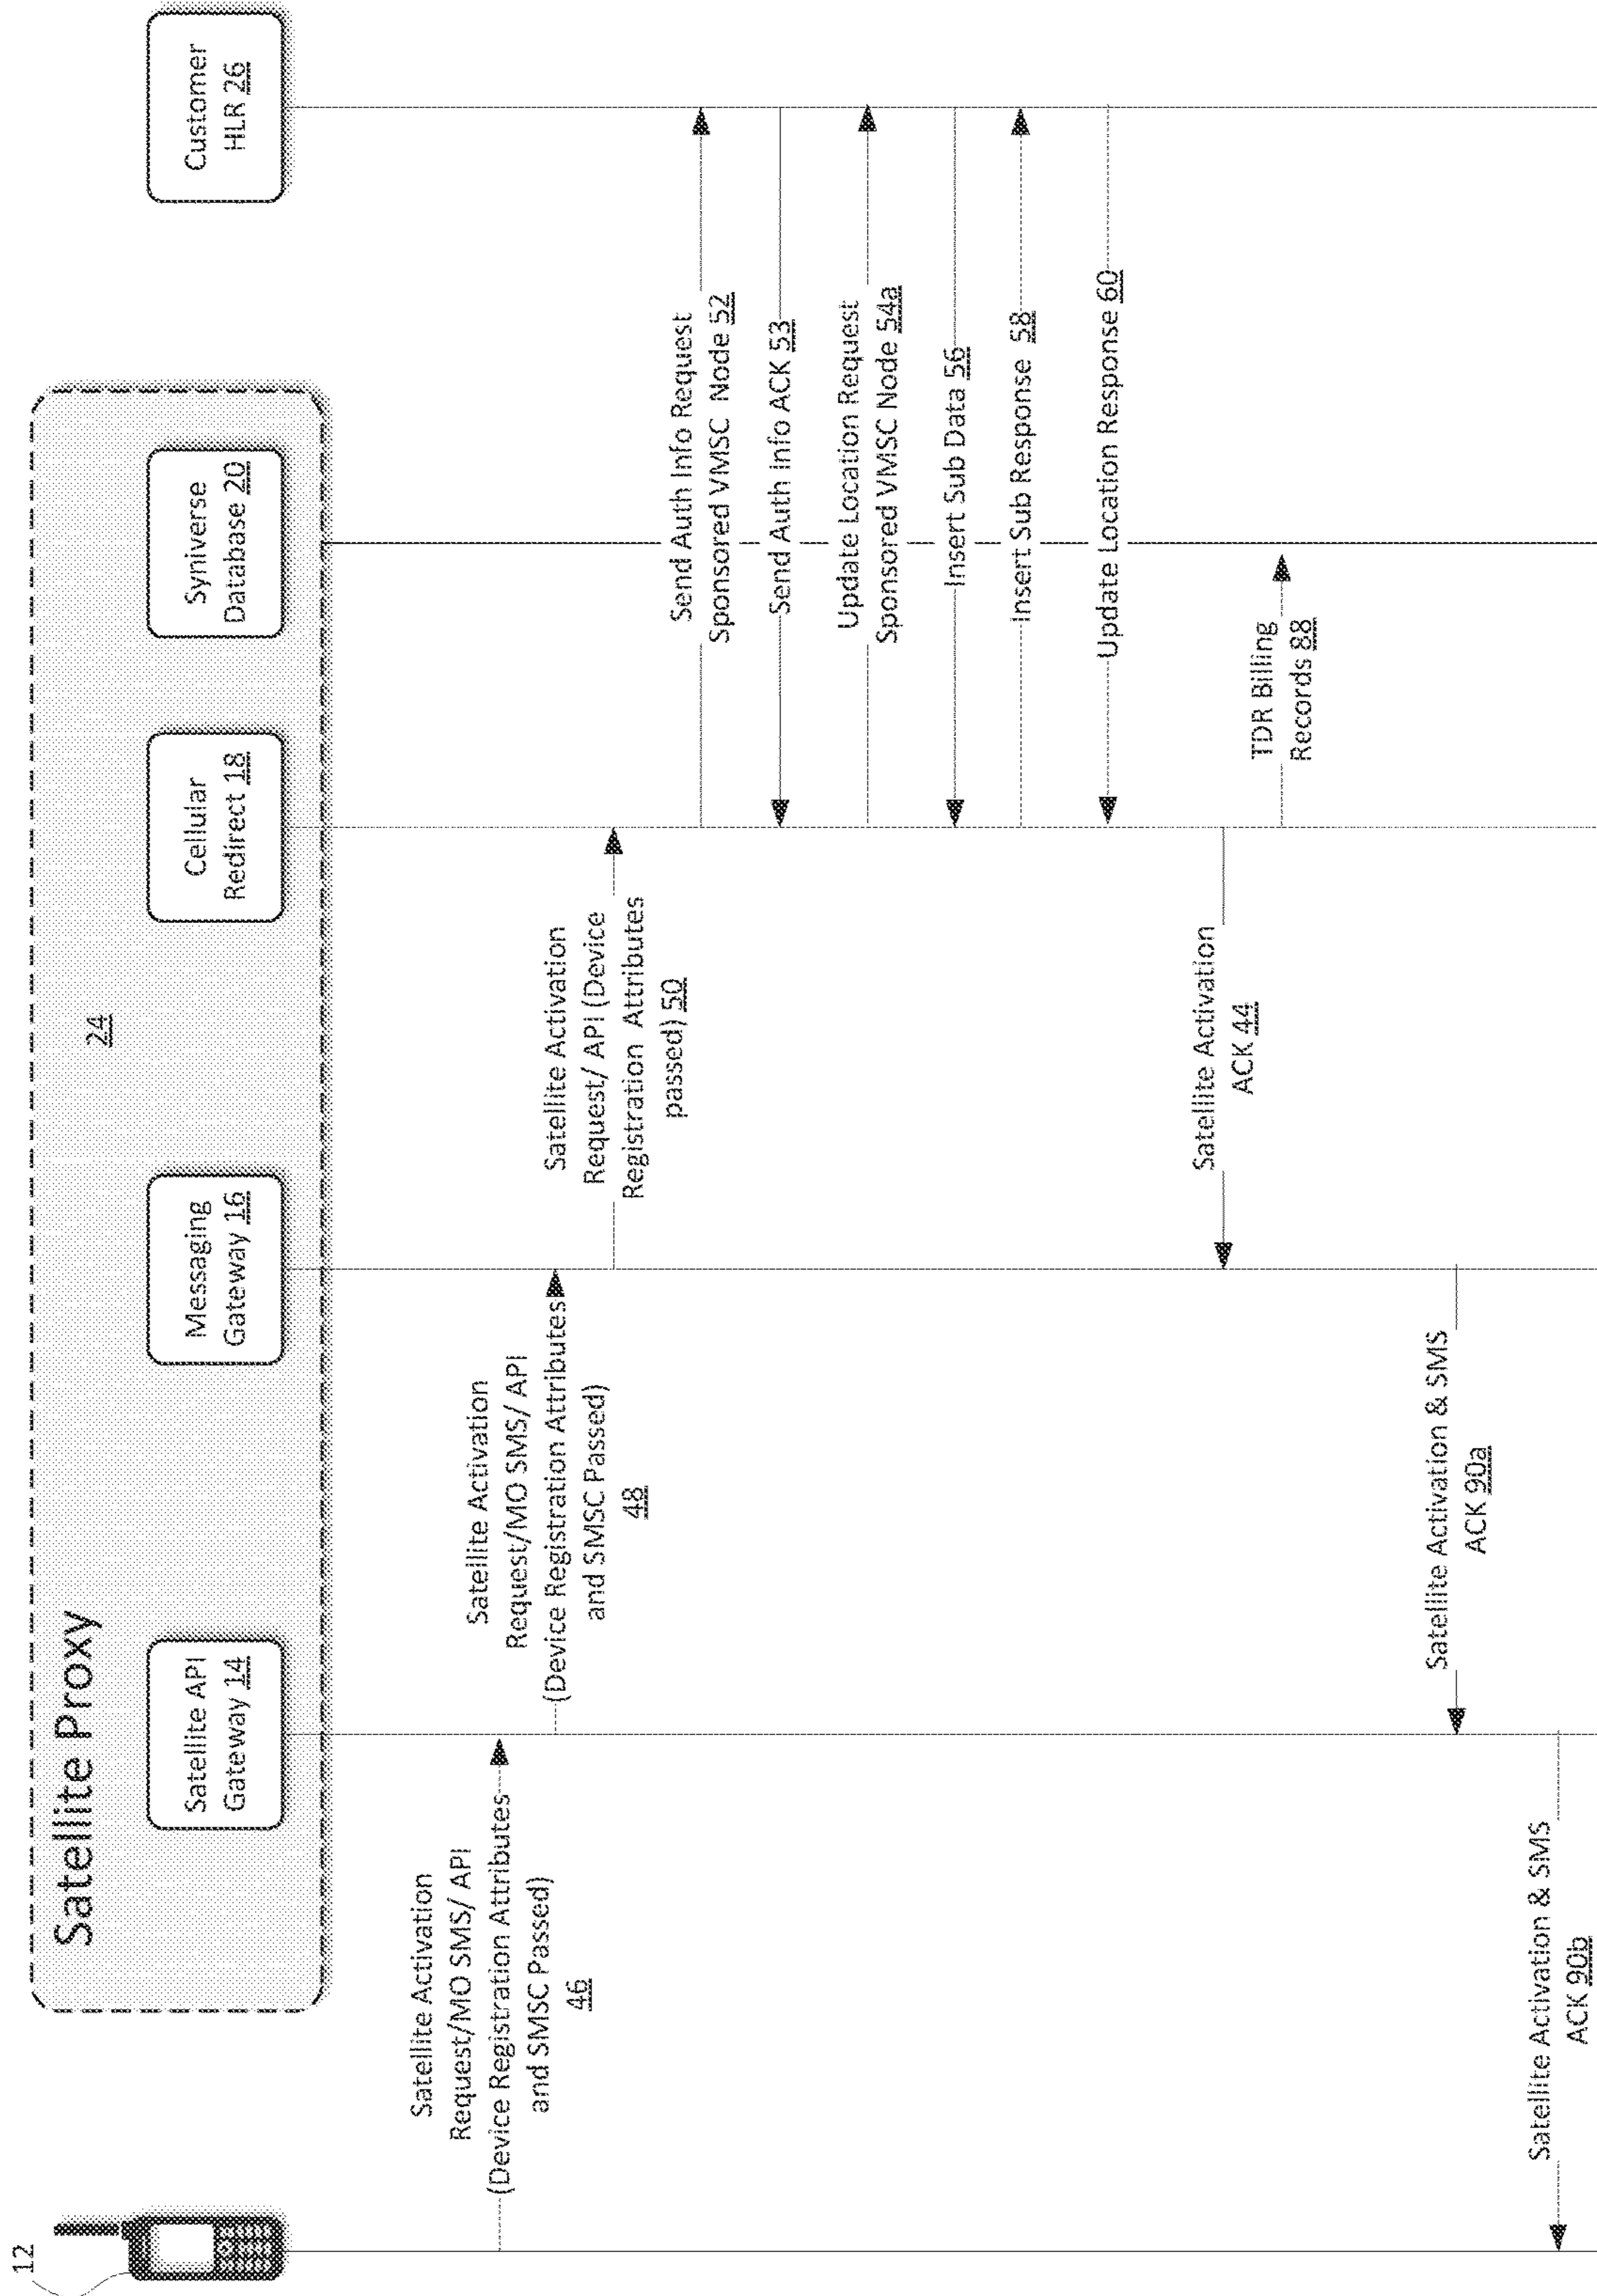 12
Satellite Proxy
24
Satellite API
Gateway 14
Messaging
Gateway 16
Cellular
Redirect 18
Syniverse
Database 20
Customer
HLR 26
Satellite Activation
Request/MO SMS/ API
(Device Registration Attributes
and SMSC Passed)
46
Satellite Activation
Request/MO SMS/ API
(Device Registration Attributes
and SMSC Passed)
48
Satellite Activation
Request/ API (Device
Registration Attributes
passed) 50
Send Auth Info Request
Sponsored VMSC Node 52
Send Auth Info ACK 53
Update Location Request
Sponsored VMSC Node 54a
Insert Sub Data 56
Insert Sub Response 58
Update Location Response 60
Satellite Activation
ACK 44
TDR Billing
Records 88
Satellite Activation & SMS
ACK 90a
Satellite Activation & SMS
ACK 90b